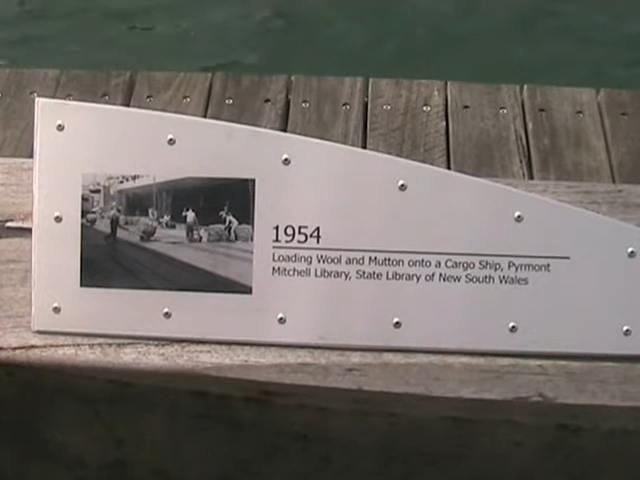 1954
Loading Wool and Mutton onto a Cargo Ship, Pyrmont
Mitchell Library, State Library of New South Wales